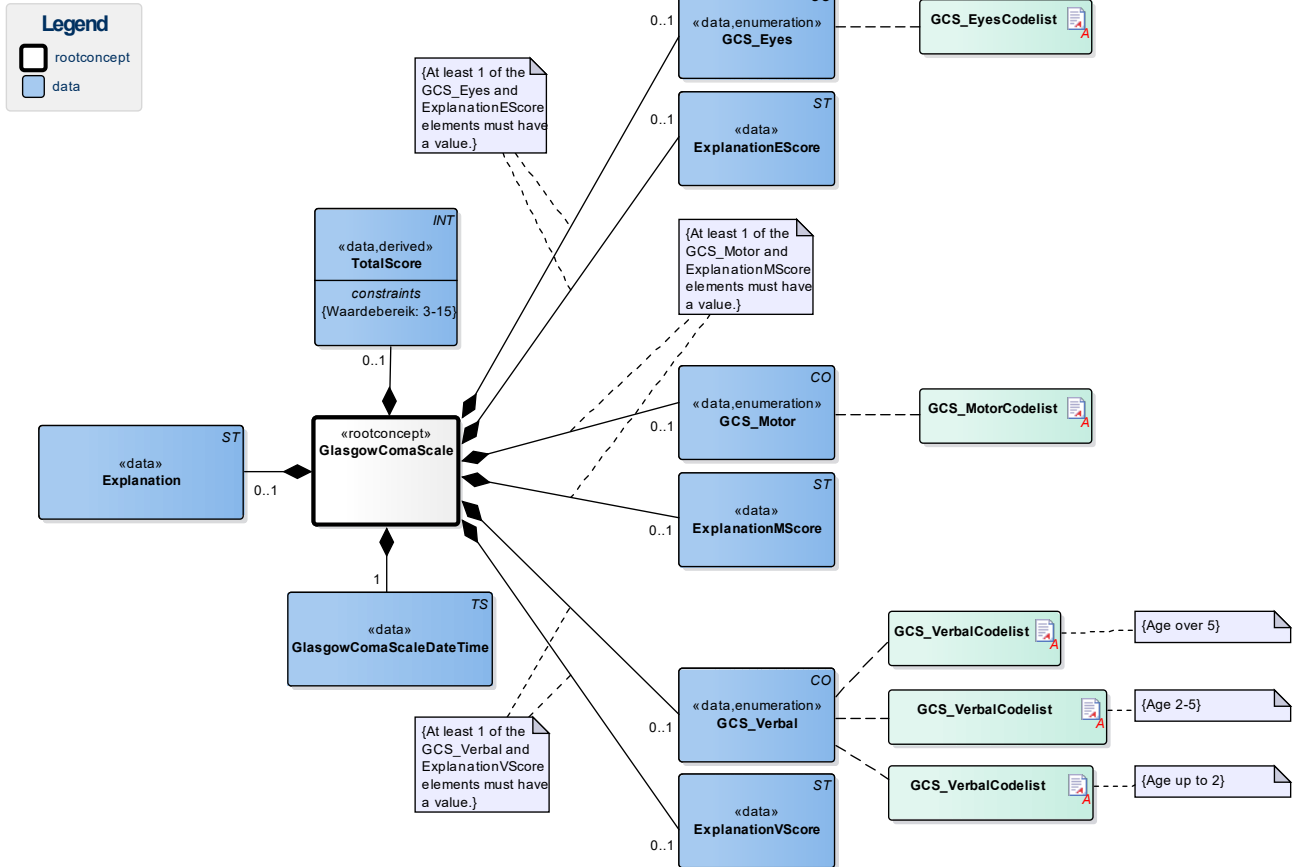 Legend
rootconcept
data
0..1
«data,enumeration»
GCS_Eyes
GCS_EyesCodelist
A
{At least 1 of the
GCS_Eyes and
ExplanationEScore
elements must have
a value.}
ST
0..1
«data»
ExplanationEScore
INT
«data,derived»
TotalScore
constraints
{Waardebereik: 3-15}
0..1
{At least 1 of the
GCS_Motor and
ExplanationMScore
elements must have
a value.}
CO
«data,enumeration»
GCS_Motor
0..1
GCS_MotorCodelist
A
ST
«data»
Explanation
0..1
«rootconcept»
GlasgowComaScale
ST
«data»
ExplanationMScore
0..1
1
TS
«data»
GlasgowComaScaleDateTime
GCS_VerbalCodelist
A
{Age over 5}
CO
«data,enumeration»
GCS_Verbal
0..1
GCS_VerbalCodelist
A
{Age 2-5}
{At least 1 of the
GCS_Verbal and
ExplanationVScore
elements must have
a value.}
GCS_VerbalCodelist
A
{Age up to 2}
ST
«data»
ExplanationVScore
0..1